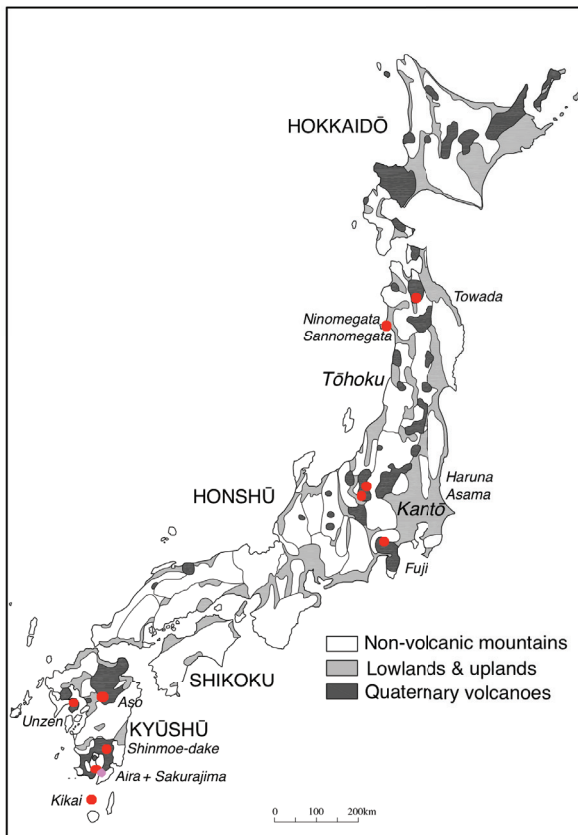 HOKKAIDŌ
Towada
Ninomegata
Sannomegata
Tōhoku
Haruna
Asama
HONSHŪ
Kantō
Fuji
Non-volcanic mountains
Lowlands & uplands
Quaternary volcanoes
SHIKOKU
Aso
Unzen
KYŪSHŪ
Shinmoe-dake
Aira + Sakurajima
Kikai
0 100 200km